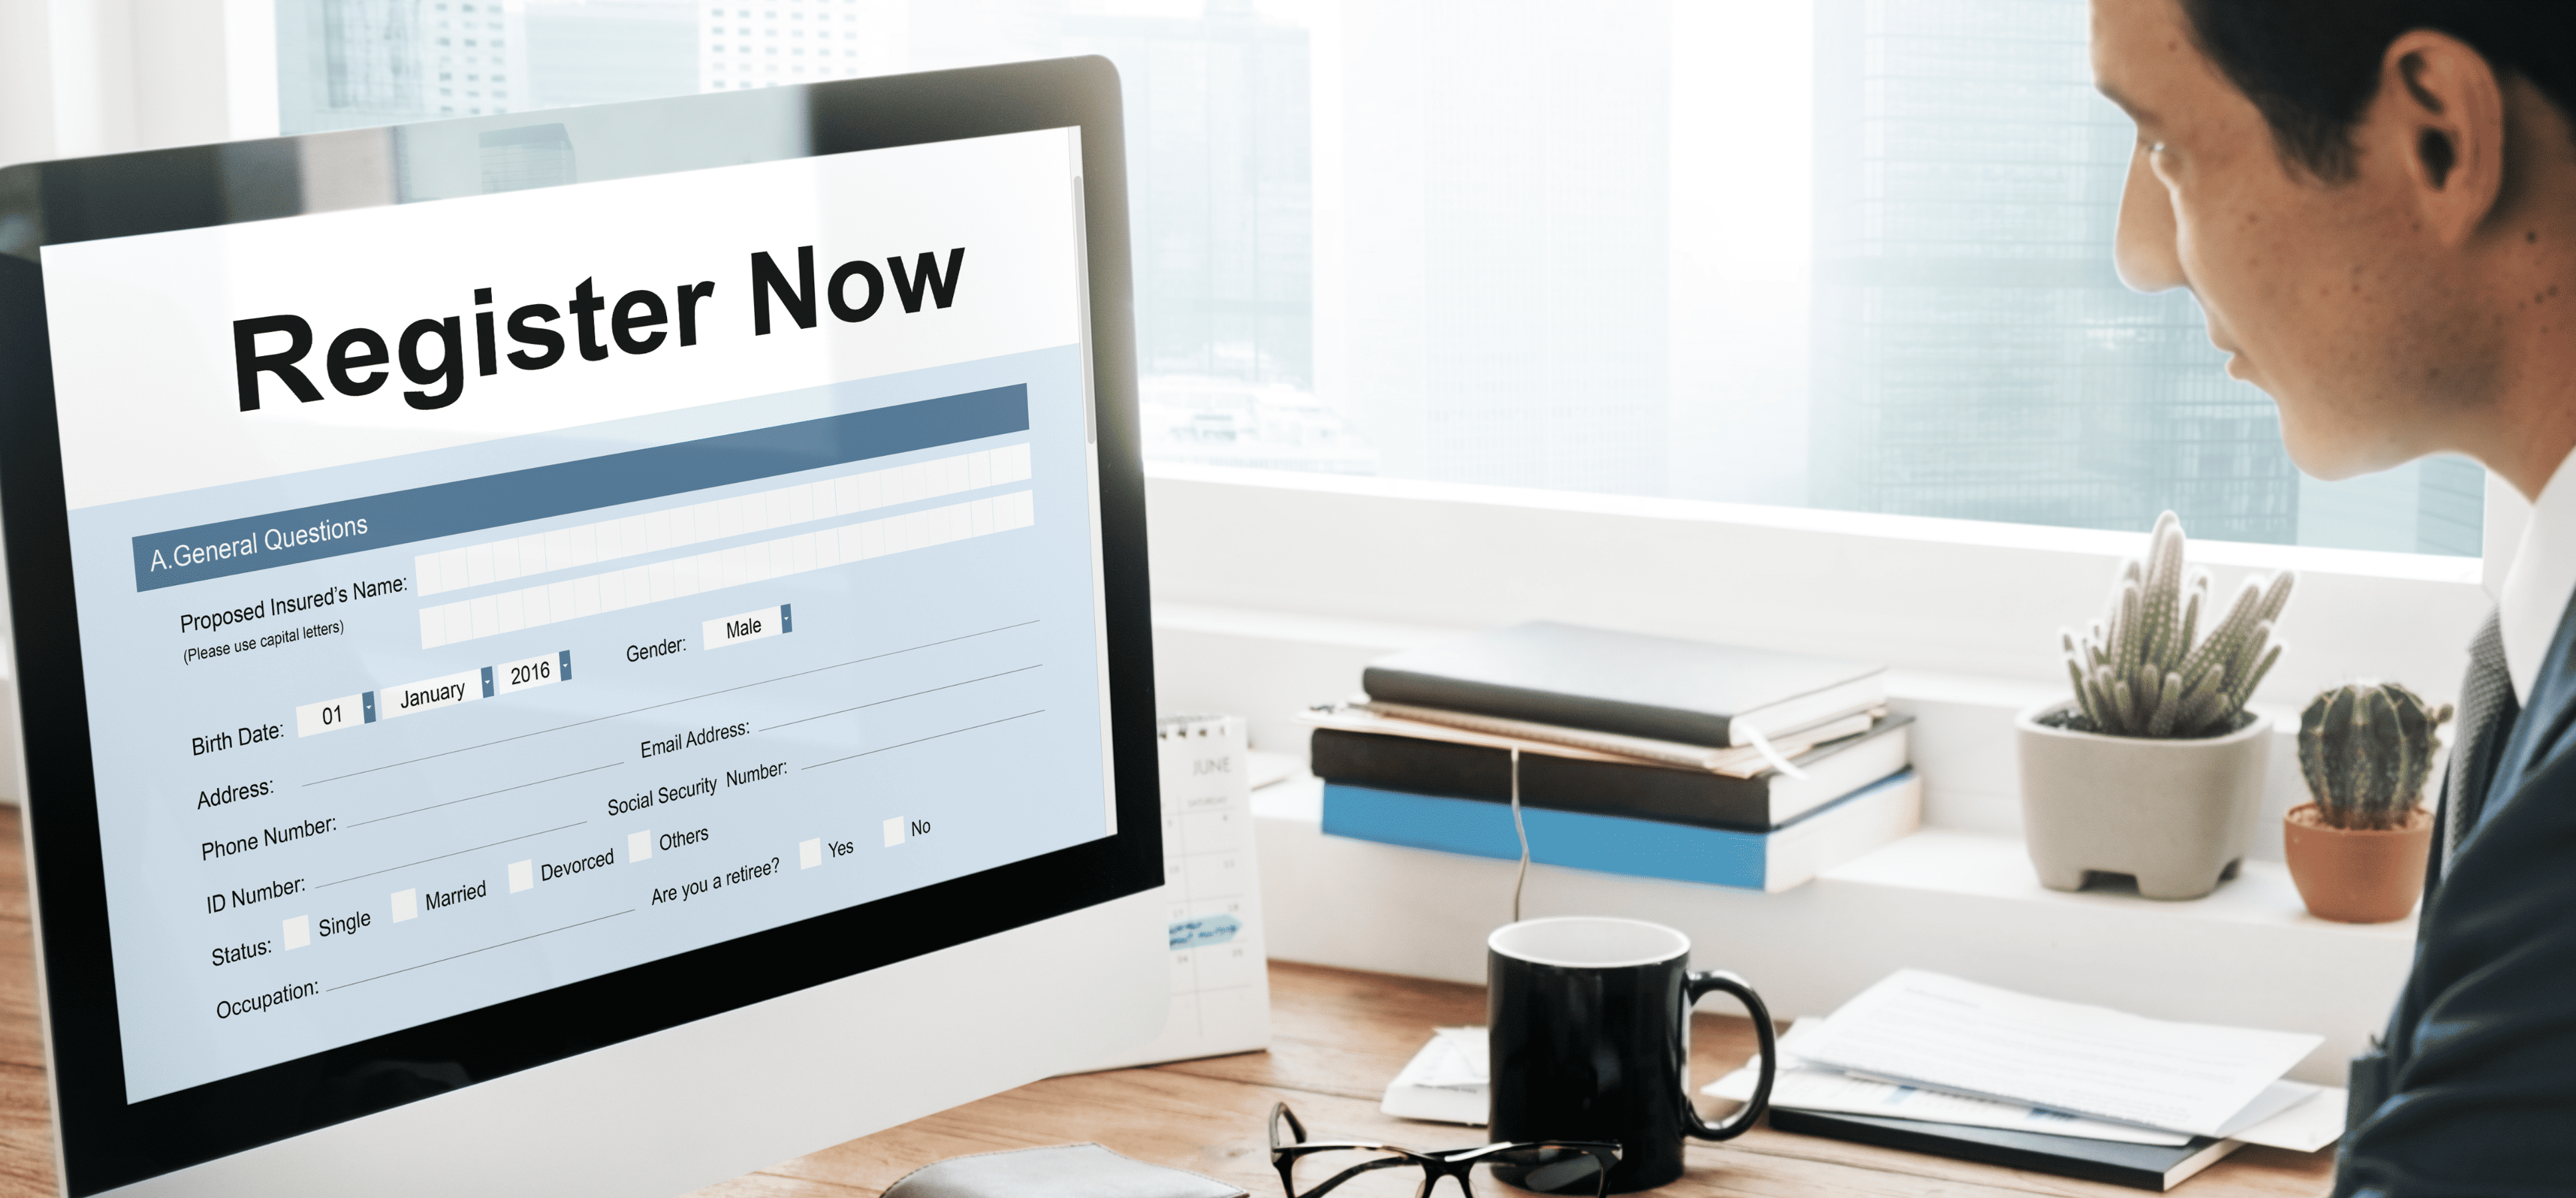 Register Now
A.General Questions
Proposed Insured's Name:
(Please use capital letters)
Birth Date: 01 January 2016 Gender: Male
Address:
Phone Number: Email Address:
ID Number: Social Security Number:
Status: Single Married Devorced Others
Occupation: Are you a retiree? Yes No
JUNE
SATURDAY